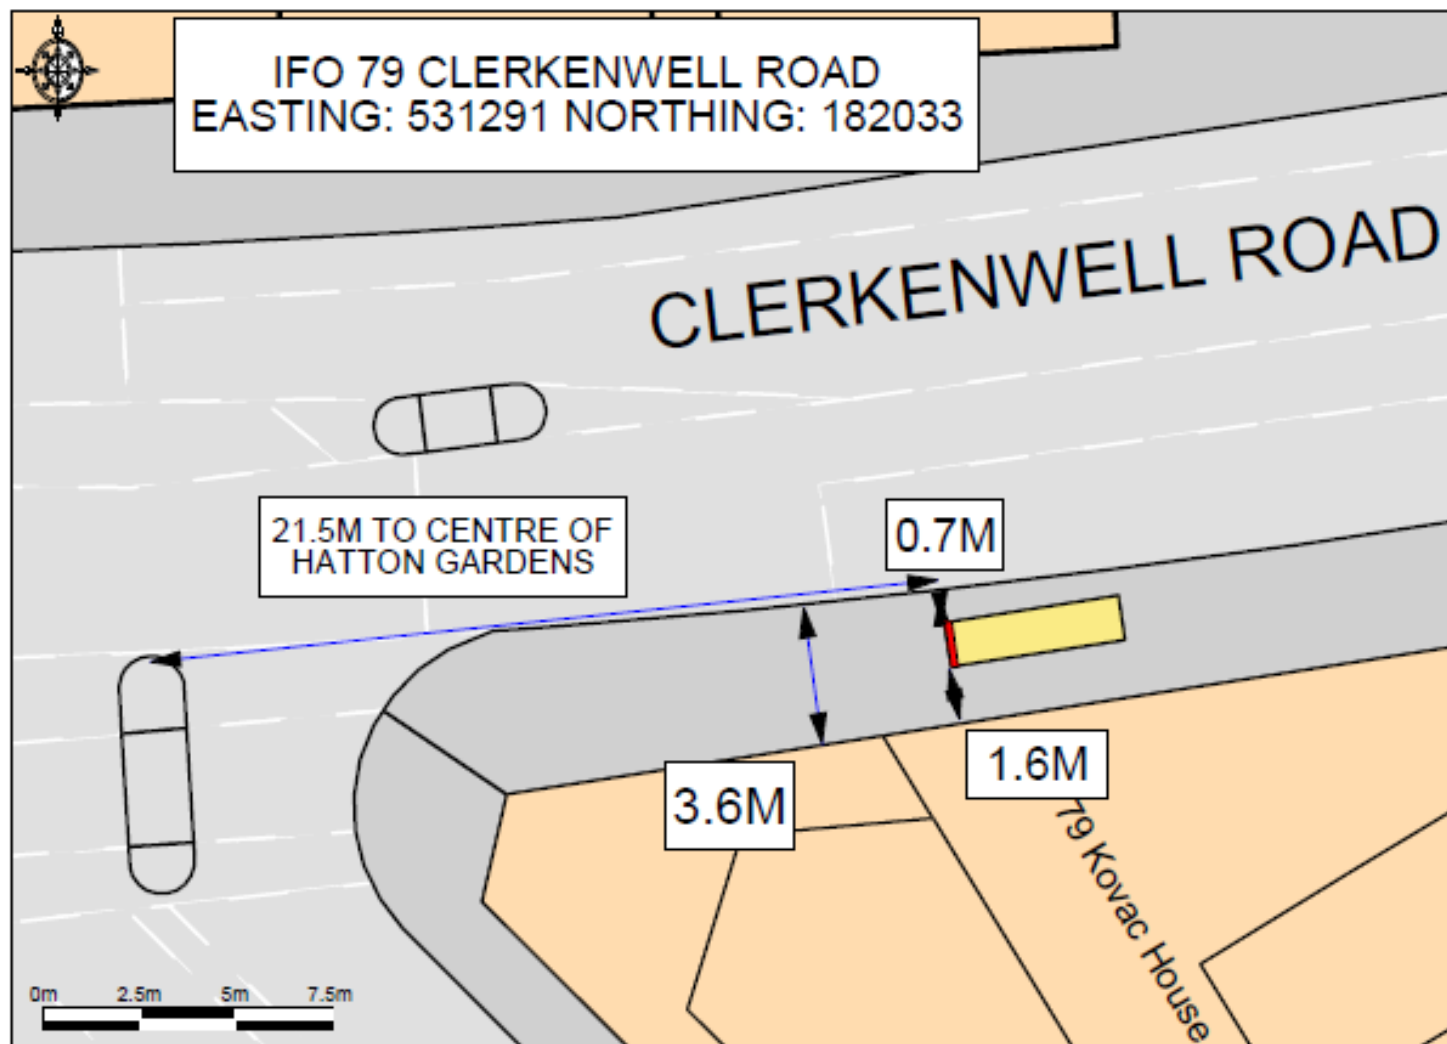 IFO 79 CLERKENWELL ROAD
EASTING: 531291 NORTHING: 182033
CLERKENWELL ROAD
21.5M TO CENTRE OF
HATTON GARDENS
0.7M
1.6M
3.6M
79 Kovac House
0m 2.5m 5m 7.5m